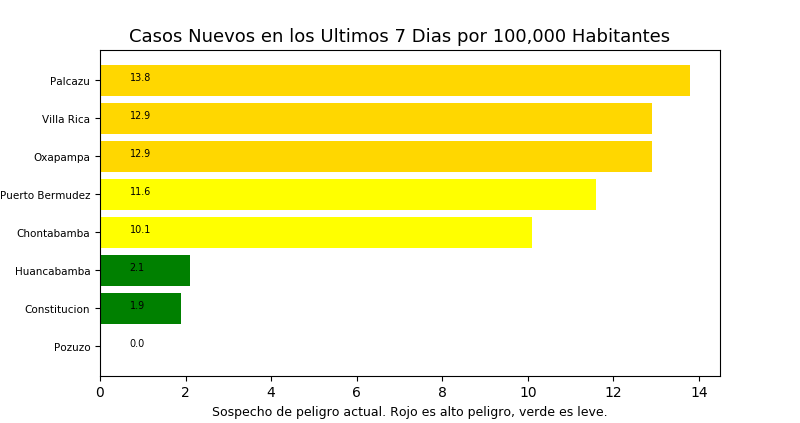 Casos Nuevos en los Ultimos 7 Dias por 100,000 Habitantes
Palcazu 13.8
Villa Rica 12.9
Oxapampa 12.9
Puerto Bermudez 11.6
Chontabamba 10.1
Huancabamba 2.1
Constitucion 1.9
Pozuzo 0.0
0 2 4 6 8 10 12 14
Sospecho de peligro actual. Rojo es alto peligro, verde es leve.